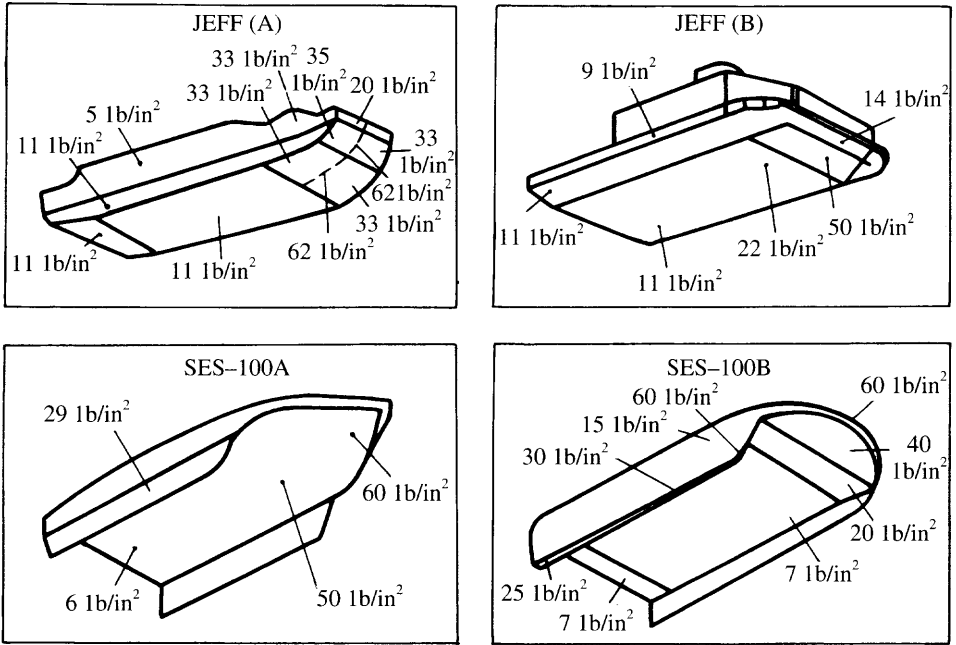 JEFF (A)
33 1b/in²
35
1b/in²
20 1b/in²
33 1b/in²
5 1b/in²
11 1b/in²
33
1b/in²
621b/in²
33 1b/in²
62 1b/in²
11 1b/in²
11 1b/in²
JEFF (B)
9 1b/in²
14 1b/in²
11 1b/in²
50 1b/in²
22 1b/in²
11 1b/in²
SES–100A
29 1b/in²
60 1b/in²
6 1b/in²
50 1b/in²
SES–100B
60 1b/in²
60 1b/in²
15 1b/in²
30 1b/in²
40
1b/in²
20 1b/in²
7 1b/in²
25 1b/in²
7 1b/in²